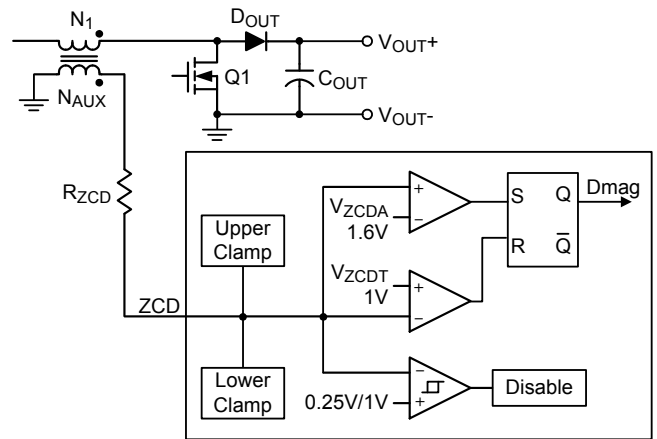 N1
DOUT
VOUT+
Q1
COUT
NAUX
VOUT-
RZCD
+
VZCDA
−
1.6V
S
Q
Dmag
R
Q̅
Upper
Clamp
VZCDT
+
1V
−
ZCD
Lower
Clamp
−
0.25V/1V
+
Disable